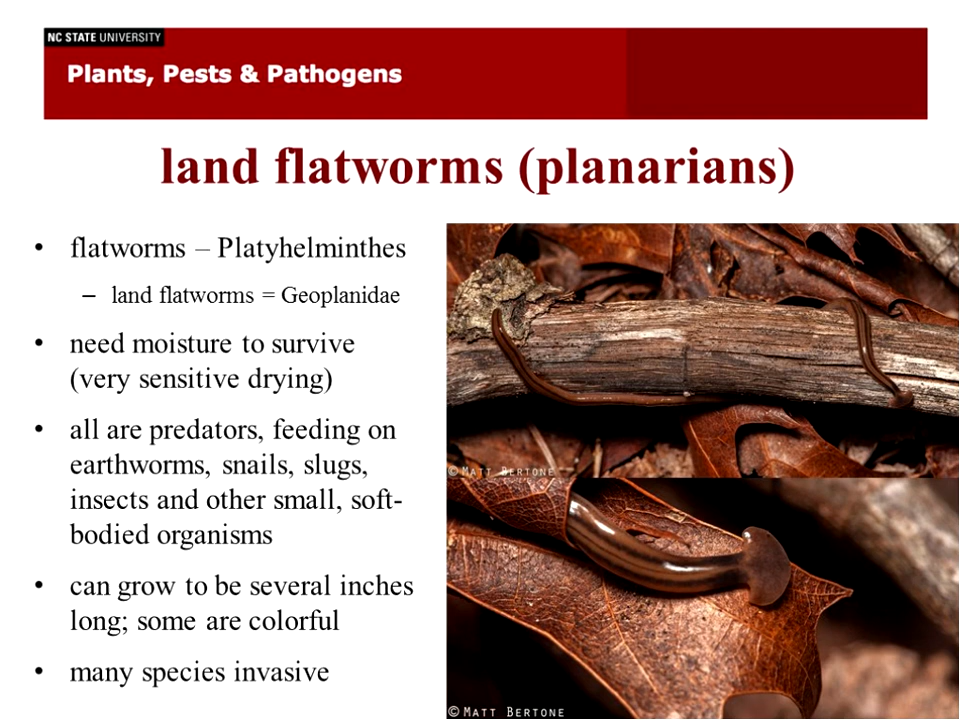 NC STATE UNIVERSITY
Plants, Pests & Pathogens
land flatworms (planarians)
• flatworms – Platyhelminthes
– land flatworms = Geoplanidae
• need moisture to survive
(very sensitive drying)
• all are predators, feeding on
earthworms, snails, slugs,
insects and other small, soft-
bodied organisms
• can grow to be several inches
long; some are colorful
• many species invasive
© MATT BERTONE
© MATT BERTONE